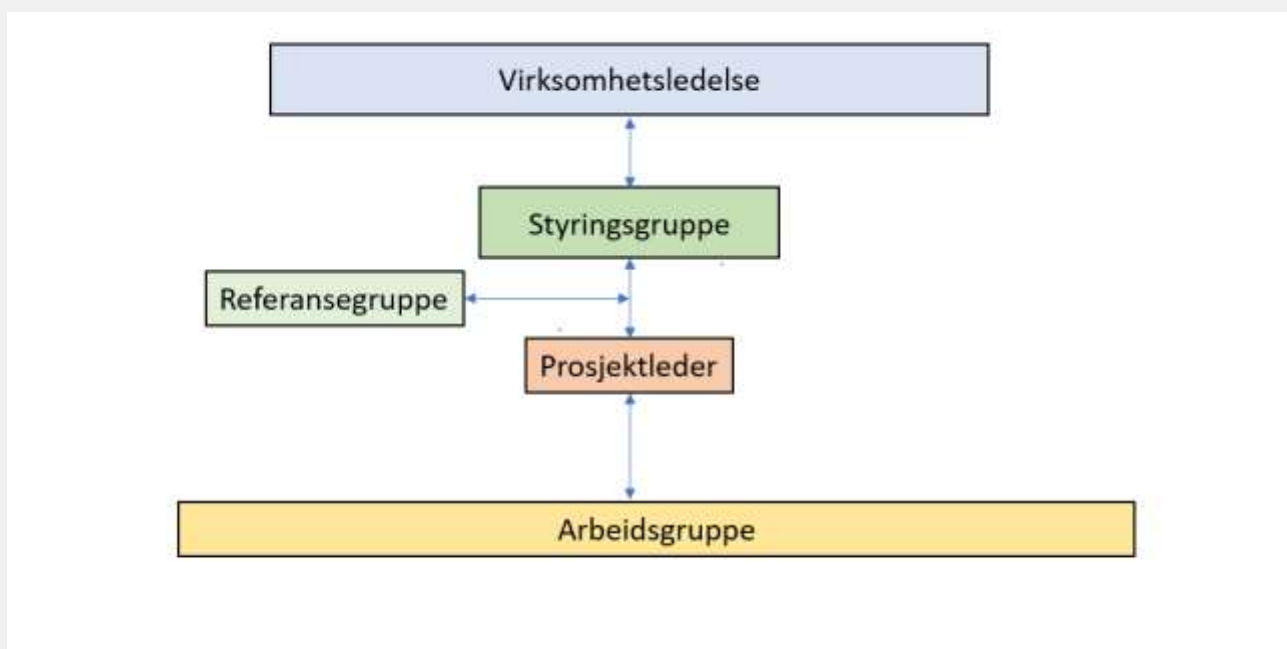 Virksomhetsledelse
Styringsgruppe
Referansegruppe
Prosjektleder
Arbeidsgruppe